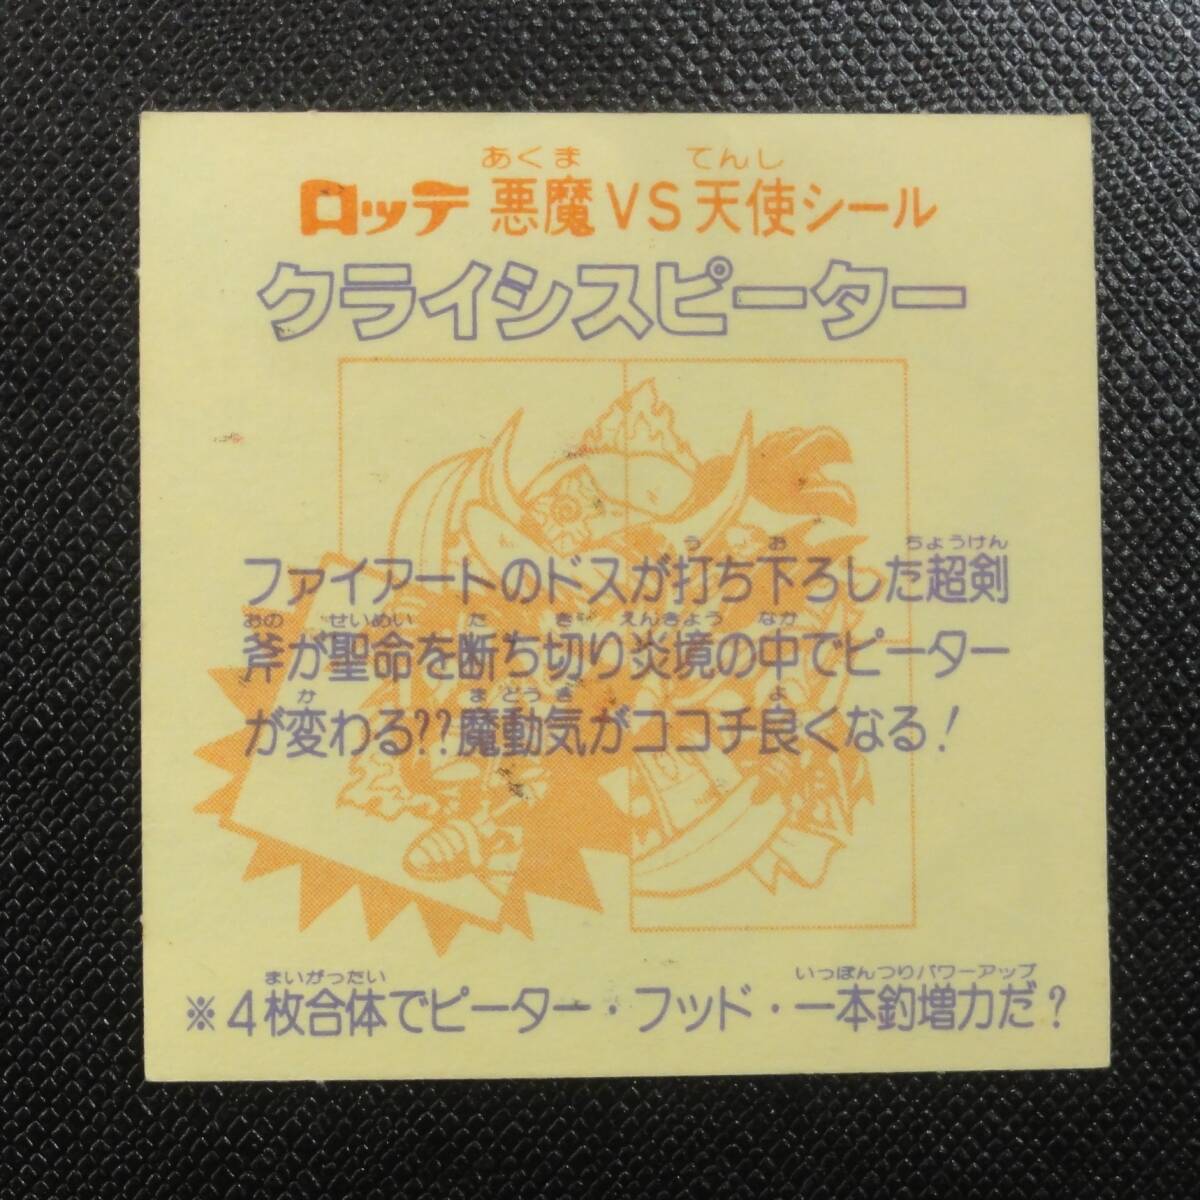 あくま てんし
ロッテ 悪魔VS天使シール
クライシスピーター
う お ちょうけん
ファイアートのドスが打ち下ろした超剣
おの せいめい た き えんきょう なか
斧が聖命を断ち切り炎境の中でピーター
か まどうぎ よ
が変わる??魔動気がココチ良くなる!
まいがったい いっぽんつりパワーアップ
※4枚合体でピーター・フッド・一本釣増力だ?